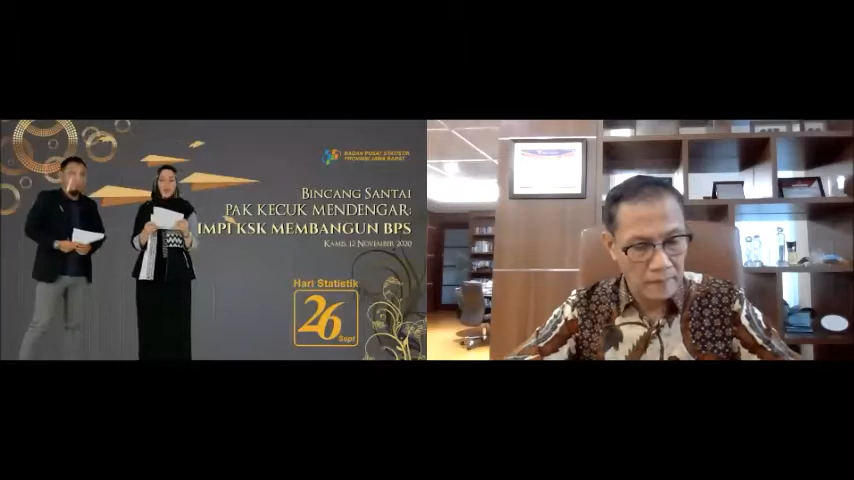 BADAN PUSAT STATISTIK
PROVINSI JAWA BARAT
BINCANG SANTAI
PAK KECUK MENDENGAR:
IMPI KSK MEMBANGUN BPS
KAMIS, 12 NOVEMBER 2020
Hari Statistik
26
Sept